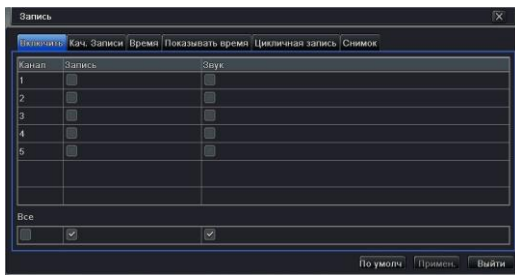 Запись
Включить Кач. Записи Время Показывать время Цикличная запись Снимок
Канал Запись Звук
1
2
3
4
5
Все
По умолч Примен. Выйти